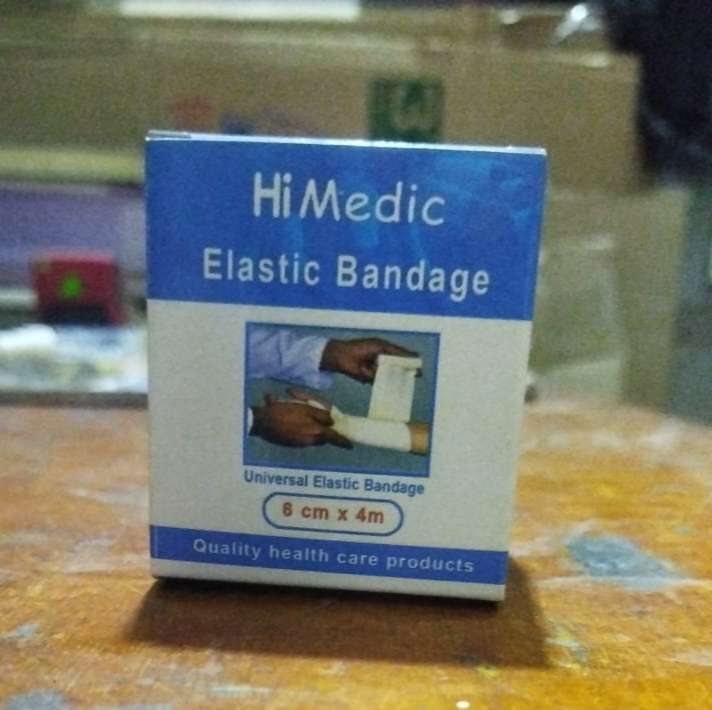 HiMedic
Elastic Bandage
Universal Elastic Bandage
6 cm x 4m
Quality health care products